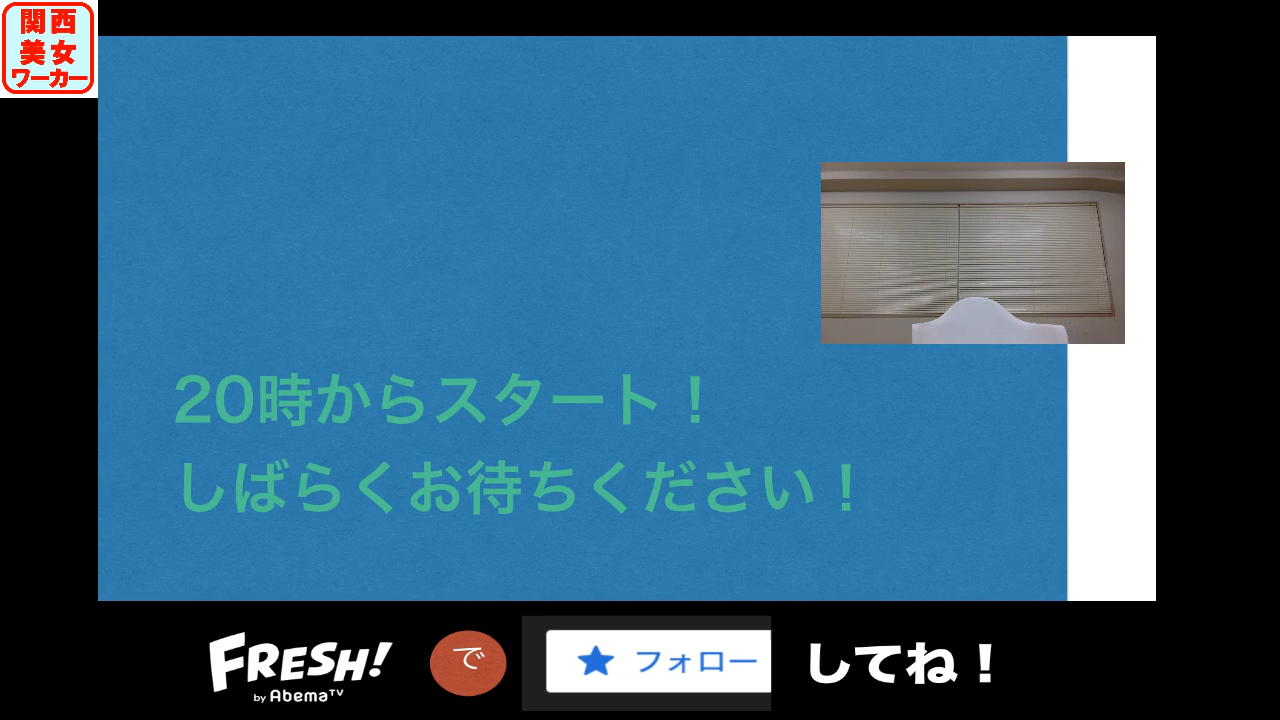 関西
美女
ワーカー
20時からスタート！
しばらくお待ちください！
FRESH! で ★ フォロー してね！
by AbemaTV